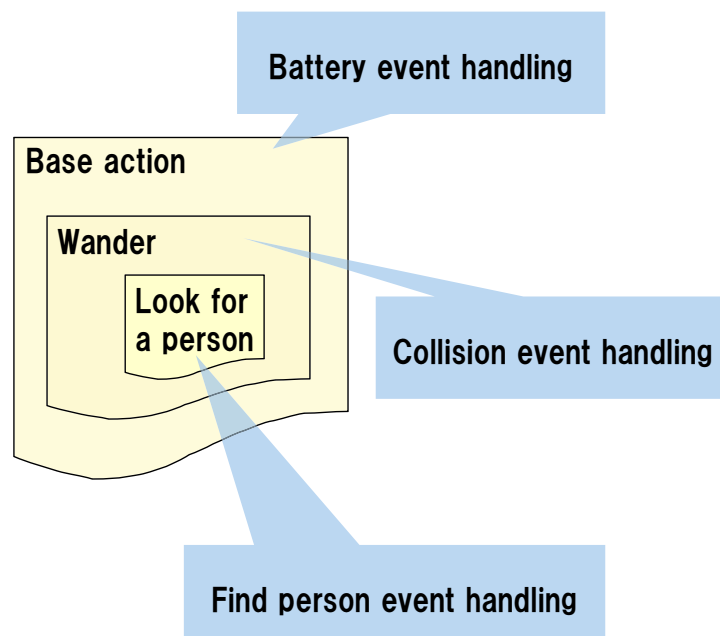 Battery event handling
Base action
Wander
Look for
a person
Collision event handling
Find person event handling